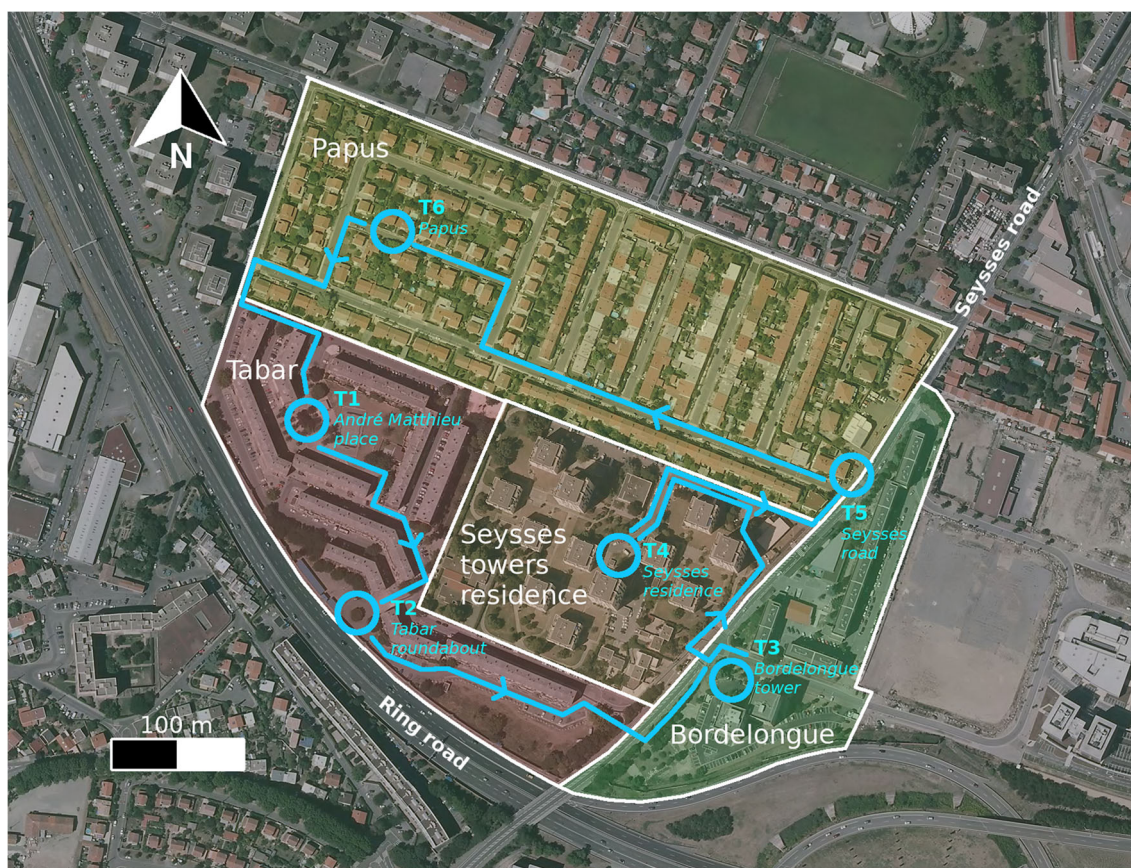 Papus
N
T6
Papus
Seysses road
Tabar
T1
André Matthieu
place
Seysses
towers
residence
T5
Seysses
road
T4
Seysses
residence
T2
Tabar
roundabout
T3
Bordelongue
tower
Ring road
Bordelongue
100 m